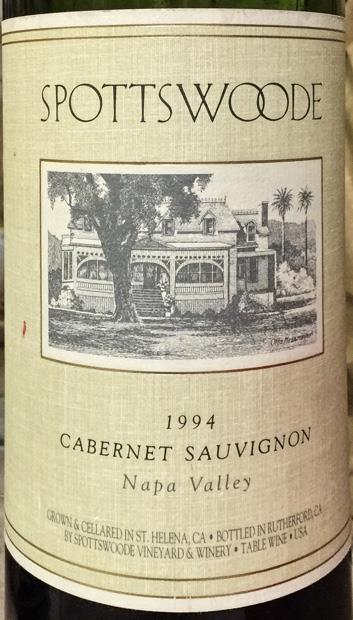 SPOTTSWOODE
1994
CABERNET SAUVIGNON
Napa Valley
GROWN & CELLARED IN ST. HELENA, CA • BOTTLED IN RUTHERFORD, CA
BY SPOTTSWOODE VINEYARD & WINERY • TABLE WINE • USA